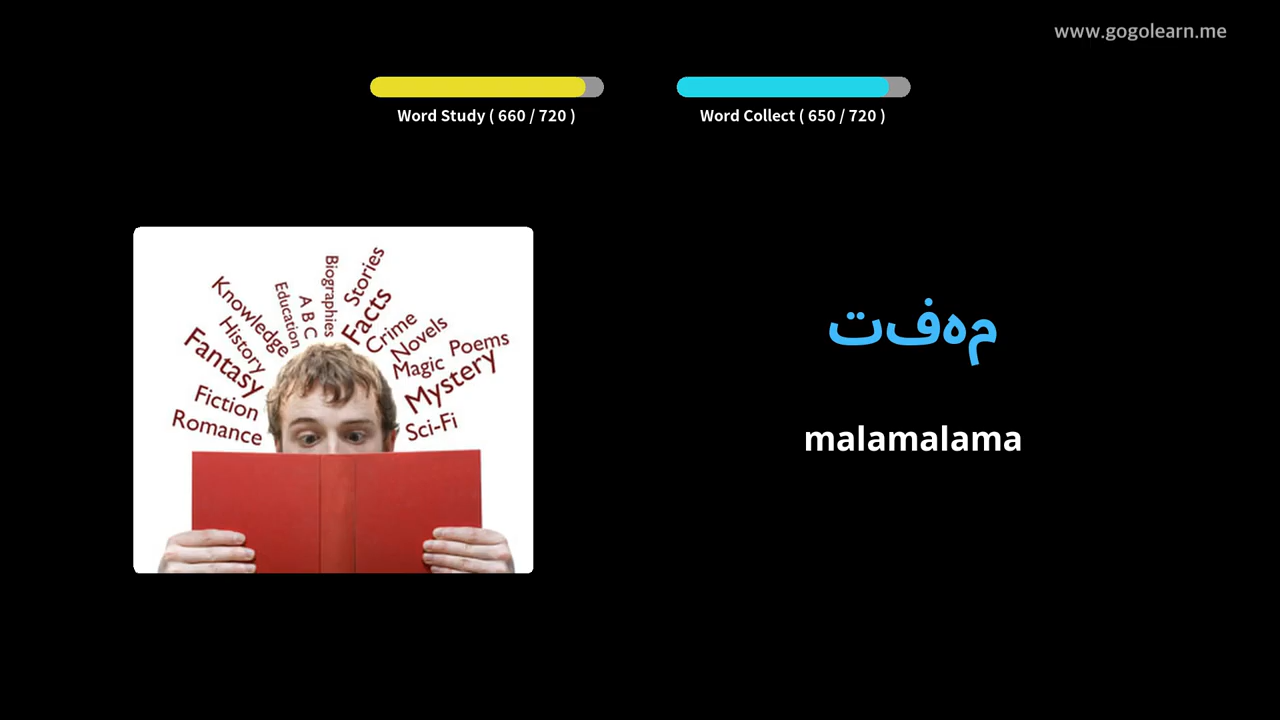 www.gogolearn.me
Word Study ( 660 / 720 )
Word Collect ( 650 / 720 )
Stories
Biographies
A B C
Education
Knowledge
History
Fantasy
Fiction
Romance
Facts
Crime
Novels
Magic
Poems
Mystery
Sci-Fi
مهفت
malamalama